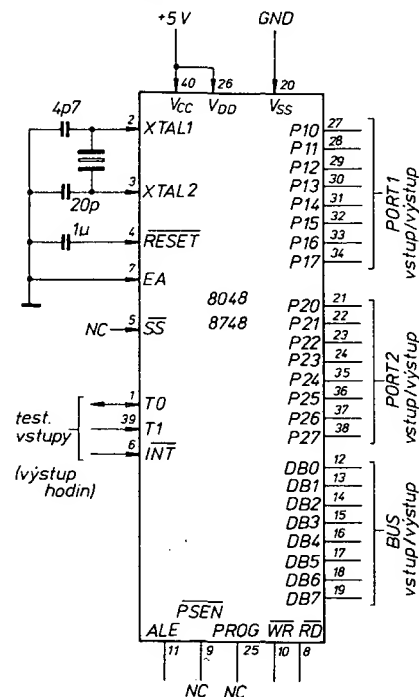 +5V GND
40 26 20
VCC VDD VSS
4p7
2 XTAL1
3 XTAL2
20p
1µ
4 RESET
7 EA
8048
8748
NC 5 SS
1 T0
39 T1
6 INT
test. vstupy
(výstup hodin)
P10 27
P11 28
P12 29
P13 30
P14 31
P15 32
P16 33
P17 34
PORT1
vstup/výstup
P20 21
P21 22
P22 23
P23 24
P24 35
P25 36
P26 37
P27 38
PORT2
vstup/výstup
DB0 12
DB1 13
DB2 14
DB3 15
DB4 16
DB5 17
DB6 18
DB7 19
BUS
vstup/výstup
PSEN
ALE PROG WR RD
11 9 25 10 8
NC NC